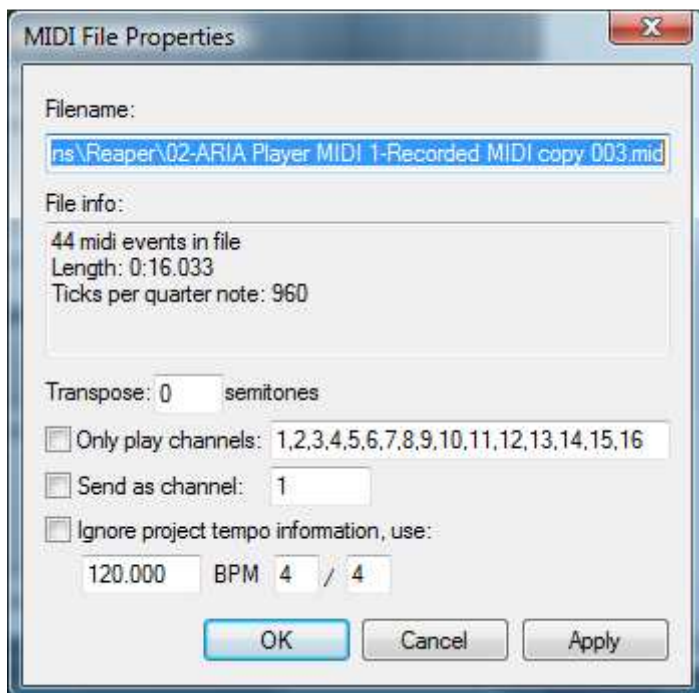 MIDI File Properties
Filename:
ns\Reaper\02-ARIA Player MIDI 1-Recorded MIDI copy 003.mid
File info:
44 midi events in file
Length: 0:16.033
Ticks per quarter note: 960
Transpose: 0 semitones
Only play channels: 1,2,3,4,5,6,7,8,9,10,11,12,13,14,15,16
Send as channel: 1
Ignore project tempo information, use:
120.000 BPM 4 / 4
OK Cancel Apply